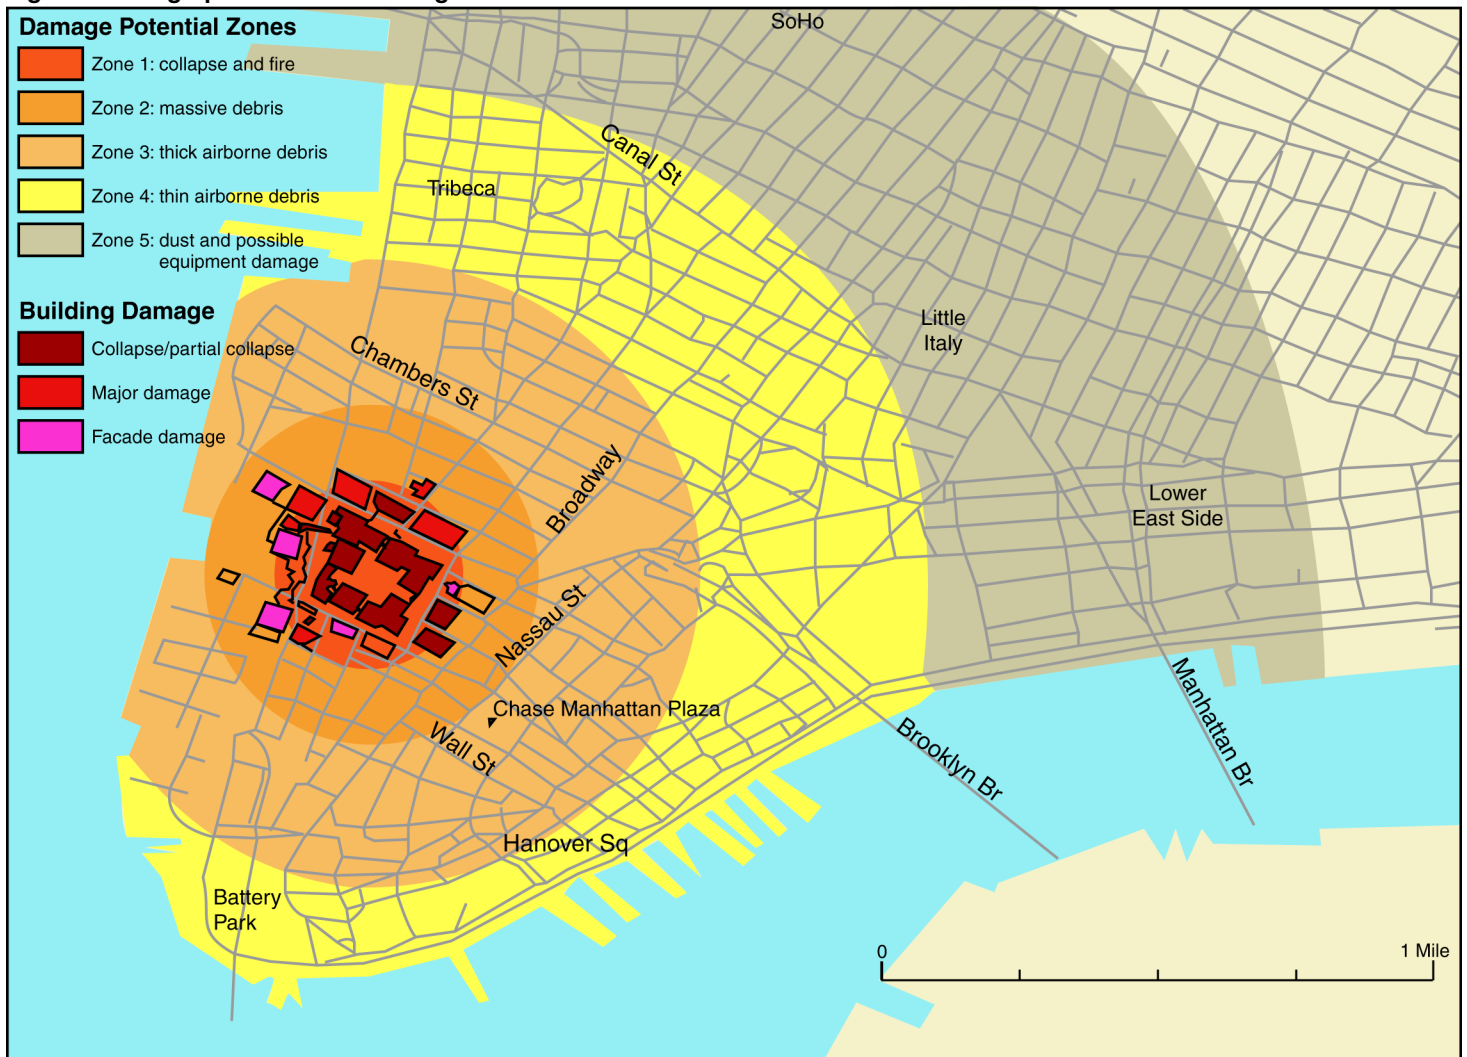 Damage Potential Zones
Zone 1: collapse and fire
Zone 2: massive debris
Zone 3: thick airborne debris
Zone 4: thin airborne debris
Zone 5: dust and possible
equipment damage
Building Damage
Collapse/partial collapse
Major damage
Facade damage
SoHo
Canal St
Tribeca
Little
Italy
Chambers St
Broadway
Lower
East Side
Nassau St
Chase Manhattan Plaza
Wall St
Manhattan Br
Brooklyn Br
Hanover Sq
Battery
Park
0
1 Mile